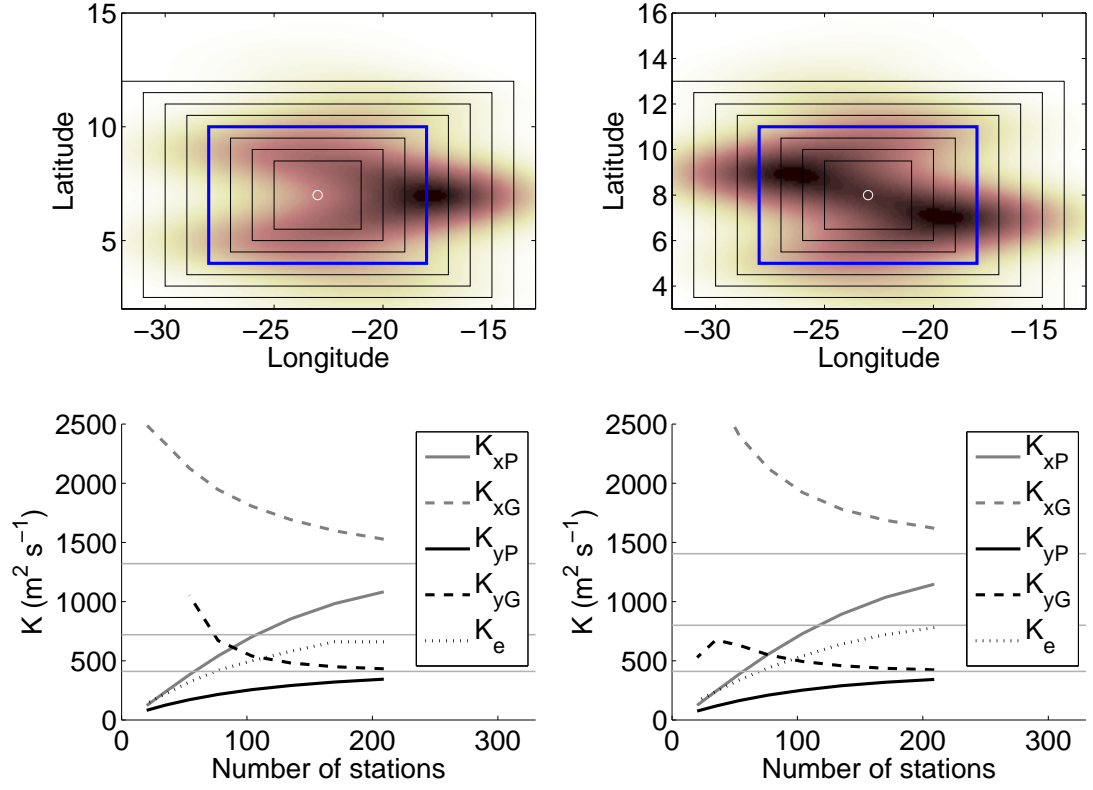 15
10
5
Latitude
−30
−25
−20
−15
Longitude
16
14
12
10
8
6
4
Latitude
−30
−25
−20
−15
Longitude
2500
2000
1500
1000
500
0
K (m² s⁻¹)
0
100
200
300
Number of stations
K_xP
K_xG
K_yP
K_yG
K_e
2500
2000
1500
1000
500
0
K (m² s⁻¹)
0
100
200
300
Number of stations
K_xP
K_xG
K_yP
K_yG
K_e